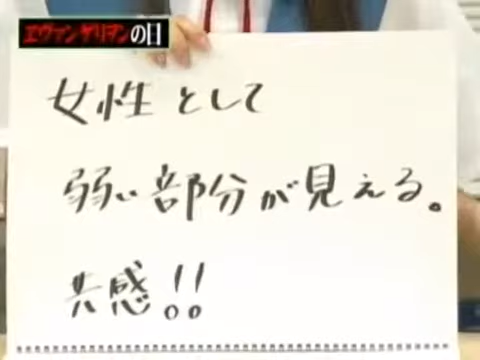 エヴァンゲリヲンの日
女性として
弱い部分が見える。
共感!!